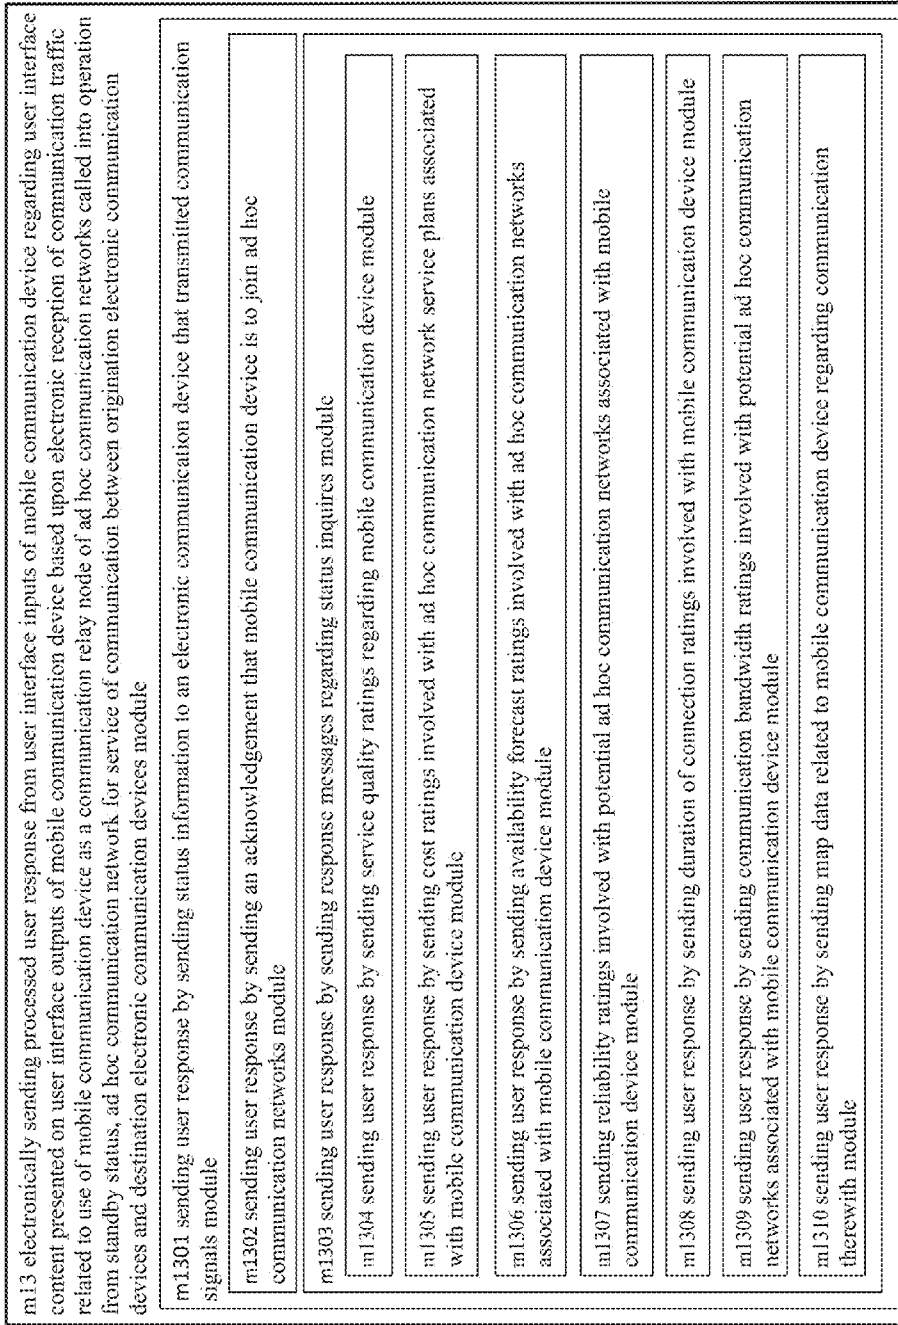 m13 electronically sending processed user response from user interface inputs of mobile communication device regarding user interface
content presented on user interface outputs of mobile communication device based upon electronic reception of communication traffic
related to use of mobile communication device as a communication relay node of ad hoc communication networks called into operation
from standby status, ad hoc communication network for service of communication between origination electronic communication
devices and destination electronic communication devices module
m1301 sending user response by sending status information to an electronic communication device that transmitted communication
signals module
m1302 sending user response by sending an acknowledgement that mobile communication device is to join ad hoc
communication networks module
m1303 sending user response by sending response messages regarding status inquires module
m1304 sending user response by sending service quality ratings regarding mobile communication device module
m1305 sending user response by sending cost ratings involved with ad hoc communication network service plans associated
with mobile communication device module
m1306 sending user response by sending availability forecast ratings involved with ad hoc communication networks
associated with mobile communication device module
m1307 sending reliability ratings involved with potential ad hoc communication networks associated with mobile
communication device module
m1308 sending user response by sending duration of connection ratings involved with mobile communication device module
m1309 sending user response by sending communication bandwidth ratings involved with potential ad hoc communication
networks associated with mobile communication device module
m1310 sending user response by sending map data related to mobile communication device regarding communication
therewith module